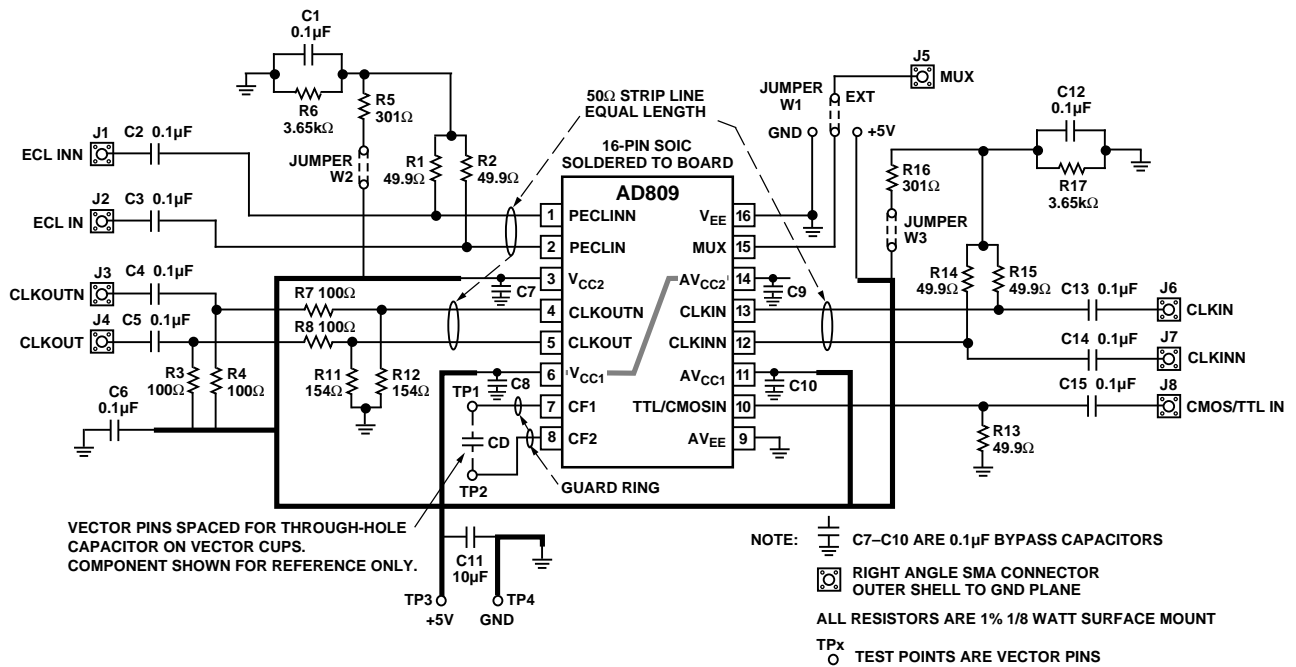 C1
0.1µF
R6
3.65kΩ
R5
301Ω
JUMPER
W2
J1
C2 0.1µF
ECL INN
J2
C3 0.1µF
ECL IN
R1
49.9Ω
R2
49.9Ω
50Ω STRIP LINE
EQUAL LENGTH
16-PIN SOIC
SOLDERED TO BOARD
J5
MUX
JUMPER
W1
EXT
GND
+5V
C12
0.1µF
R17
3.65kΩ
R16
301Ω
JUMPER
W3
R14
49.9Ω
R15
49.9Ω
AD809
1 PECLINN
2 PECLIN
3 VCC2
4 CLKOUTN
5 CLKOUT
6 VCC1
7 CF1
8 CF2
VEE 16
MUX 15
AVCC2 14
CLKIN 13
CLKINN 12
AVCC1 11
TTL/CMOSIN 10
AVEE 9
J3
C4 0.1µF
CLKOUTN
J4
C5 0.1µF
CLKOUT
R7 100Ω
R8 100Ω
R3
100Ω
R4
100Ω
R11
154Ω
R12
154Ω
C6
0.1µF
C7
C8
C9
C10
TP1
CD
TP2
GUARD RING
C13 0.1µF
J6
CLKIN
C14 0.1µF
J7
CLKINN
C15 0.1µF
J8
CMOS/TTL IN
R13
49.9Ω
VECTOR PINS SPACED FOR THROUGH-HOLE
CAPACITOR ON VECTOR CUPS.
COMPONENT SHOWN FOR REFERENCE ONLY.
C11
10µF
TP3
+5V
TP4
GND
NOTE:
C7–C10 ARE 0.1µF BYPASS CAPACITORS
RIGHT ANGLE SMA CONNECTOR
OUTER SHELL TO GND PLANE
ALL RESISTORS ARE 1% 1/8 WATT SURFACE MOUNT
TPx
TEST POINTS ARE VECTOR PINS